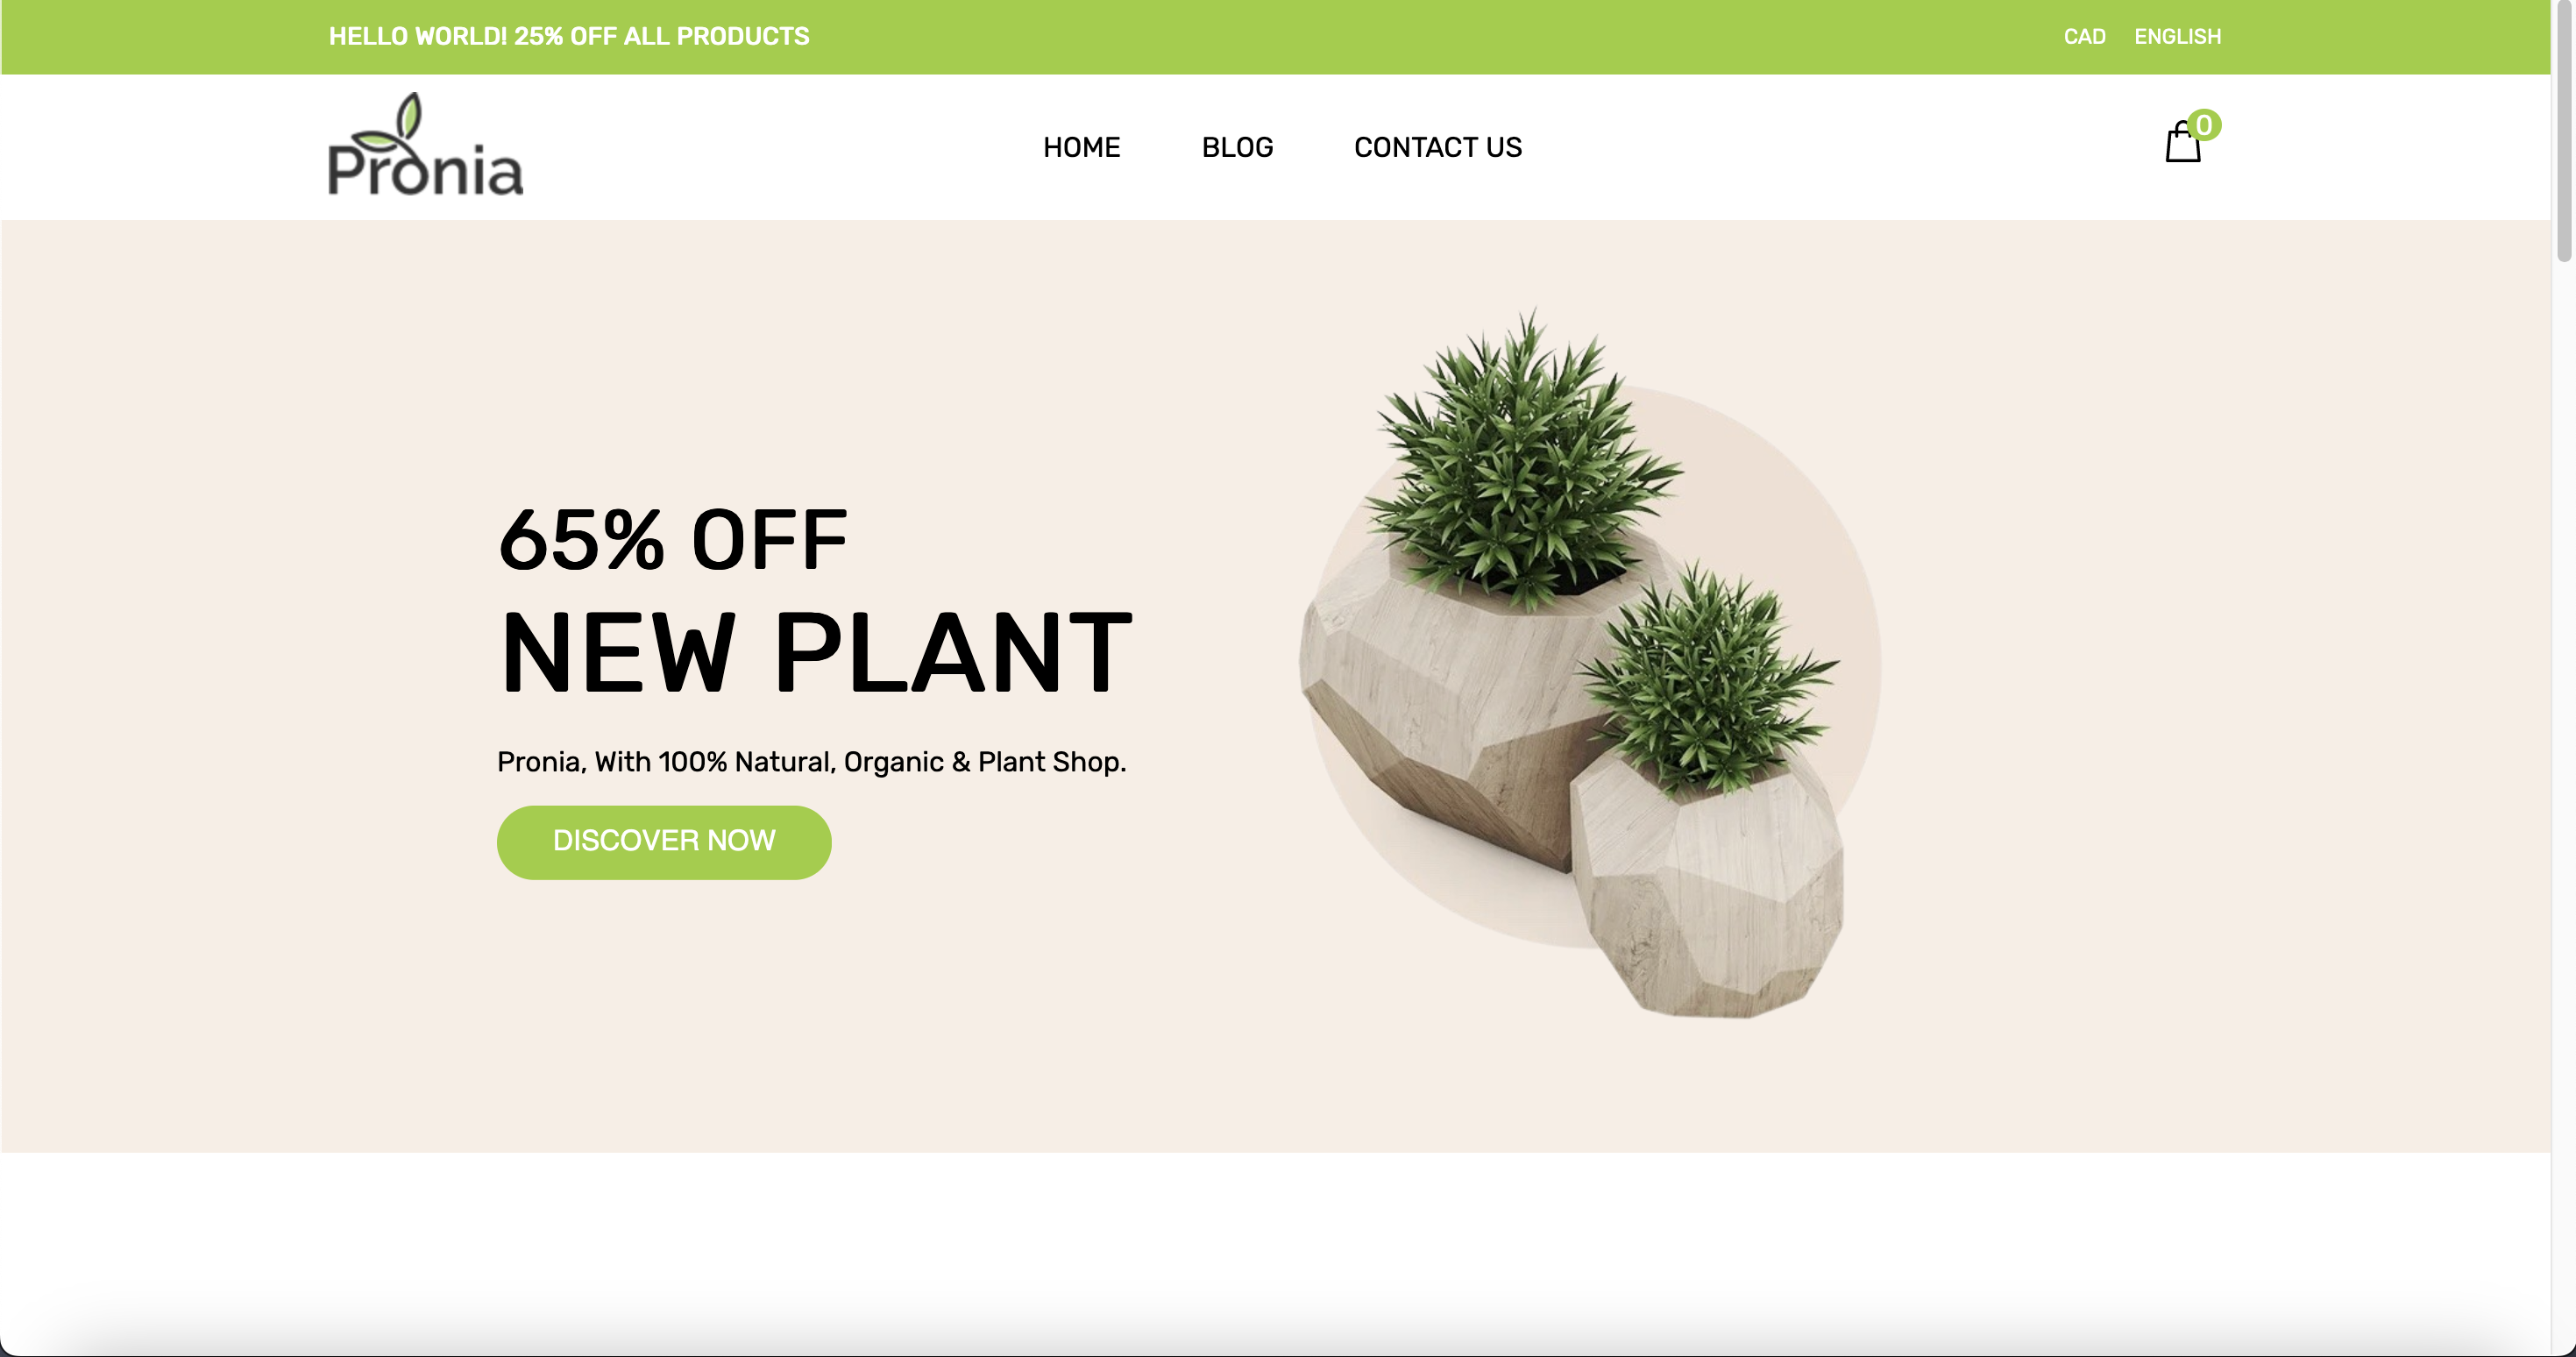 HELLO WORLD! 25% OFF ALL PRODUCTS
CAD ENGLISH
Pronia
HOME BLOG CONTACT US
0
65% OFF
NEW PLANT
Pronia, With 100% Natural, Organic & Plant Shop.
DISCOVER NOW